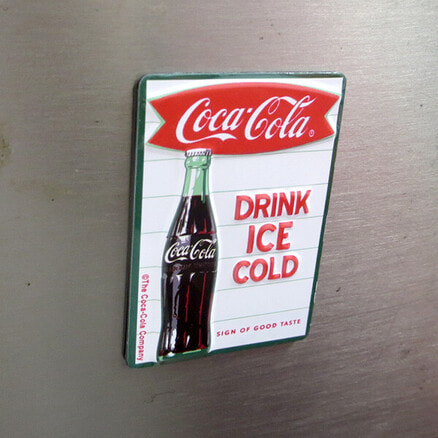 Coca-Cola®
DRINK
ICE
COLD
Coca-Cola
SIGN OF GOOD TASTE
©The Coca-Cola Company